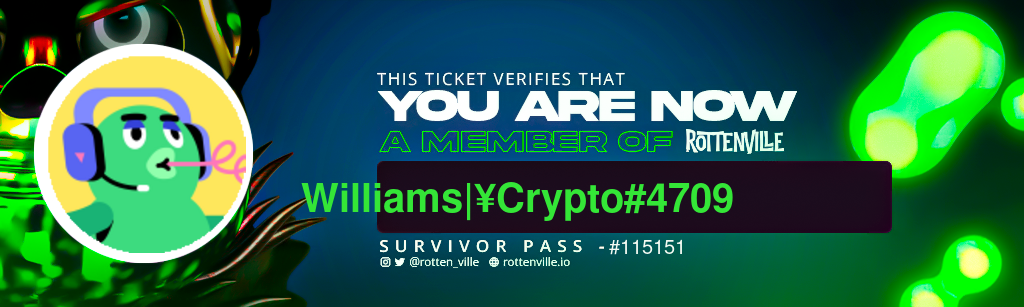 THIS TICKET VERIFIES THAT
YOU ARE NOW
A MEMBER OF ROTTENVILLE
Williams|¥Crypto#4709
SURVIVOR PASS -#115151
@rotten_ville rottenville.io